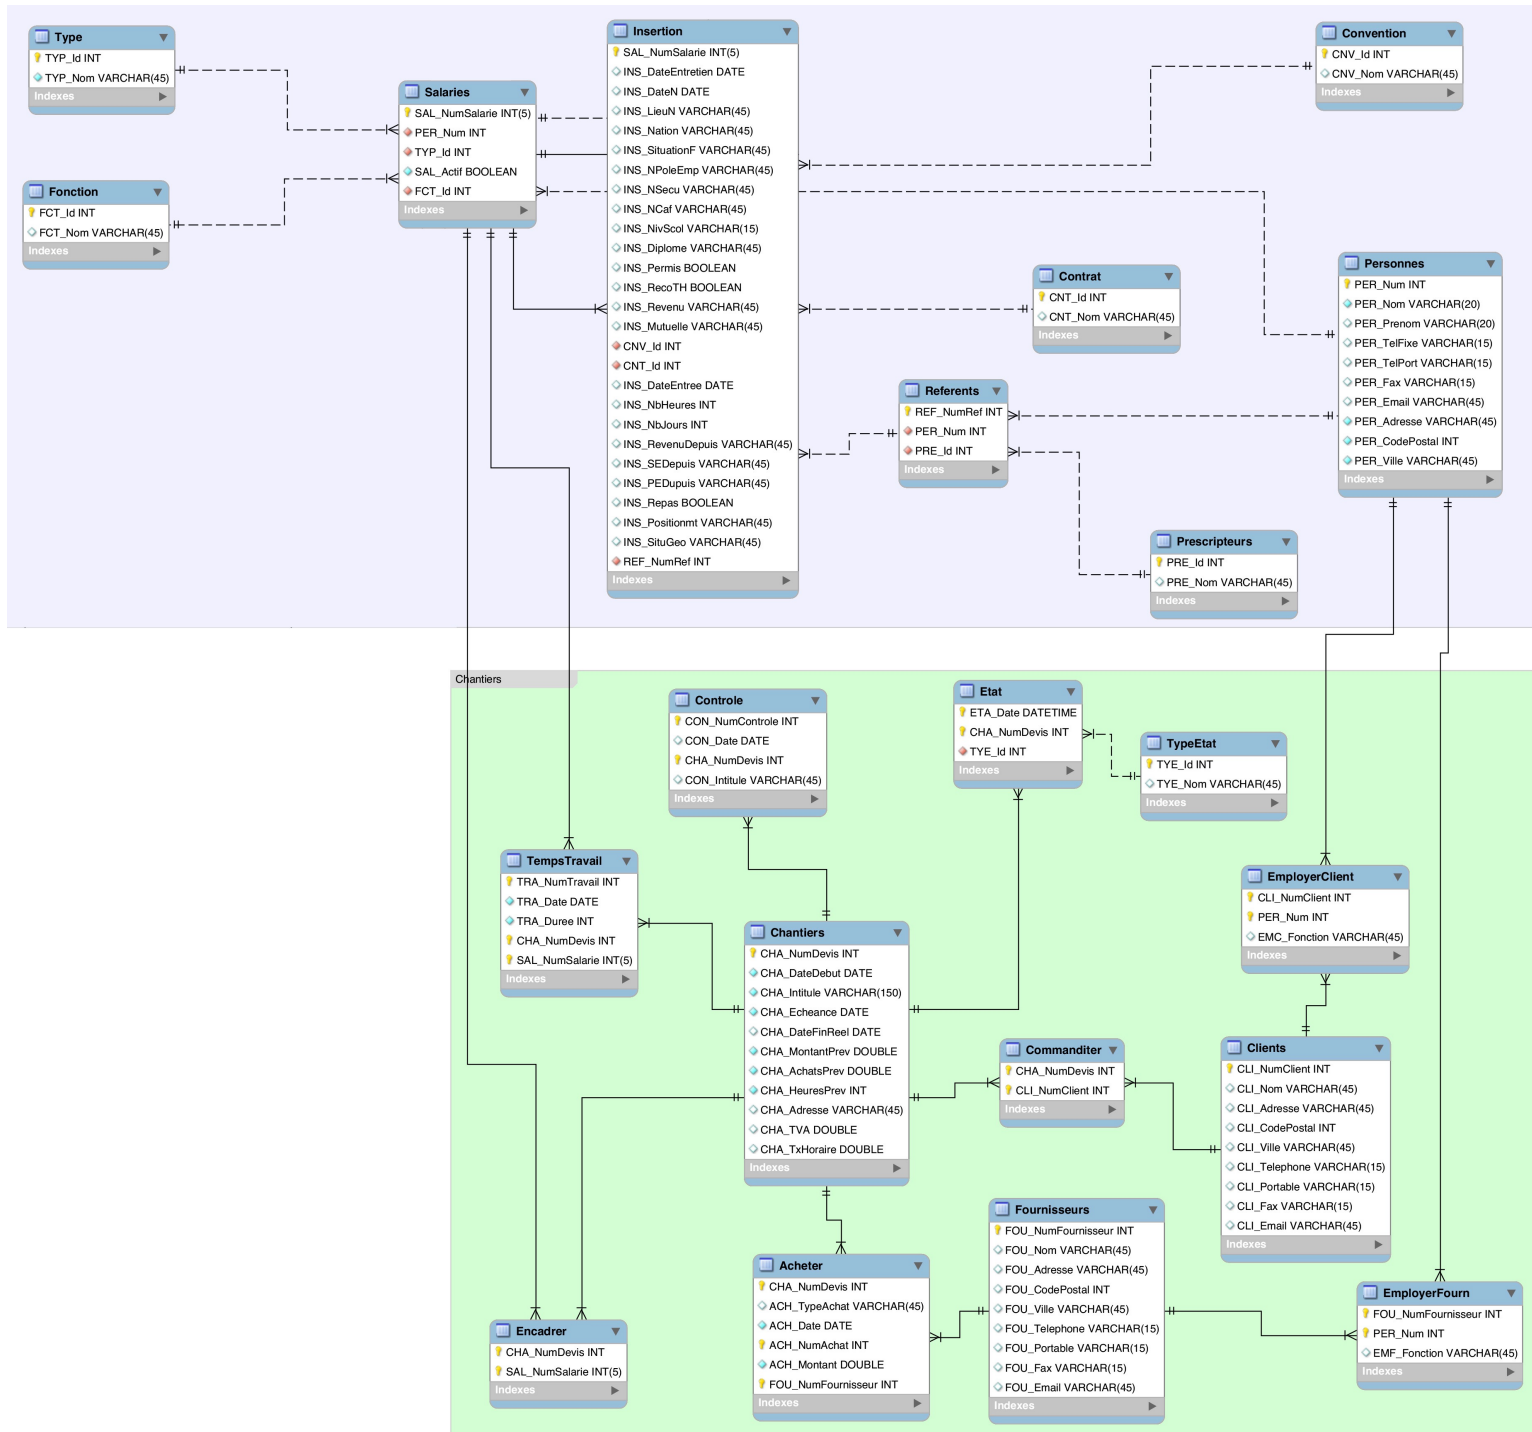 Type
TYP_Id INT
TYP_Nom VARCHAR(45)
Indexes
Fonction
FCT_Id INT
FCT_Nom VARCHAR(45)
Indexes
Salaries
SAL_NumSalarie INT(5)
PER_Num INT
TYP_Id INT
SAL_Actif BOOLEAN
FCT_Id INT
Indexes
Insertion
SAL_NumSalarie INT(5)
INS_DateEntretien DATE
INS_DateN DATE
INS_LieuN VARCHAR(45)
INS_Nation VARCHAR(45)
INS_SituationF VARCHAR(45)
INS_NPoleEmp VARCHAR(45)
INS_NSecu VARCHAR(45)
INS_NCaf VARCHAR(45)
INS_NivScol VARCHAR(15)
INS_Diplome VARCHAR(45)
INS_Permis BOOLEAN
INS_RecoTH BOOLEAN
INS_Revenu VARCHAR(45)
INS_Mutuelle VARCHAR(45)
CNV_Id INT
CNT_Id INT
INS_DateEntree DATE
INS_NbHeures INT
INS_NbJours INT
INS_RevenuDepuis VARCHAR(45)
INS_SEDepuis VARCHAR(45)
INS_PEDupuis VARCHAR(45)
INS_Repas BOOLEAN
INS_Positionmt VARCHAR(45)
INS_SituGeo VARCHAR(45)
REF_NumRef INT
Indexes
Convention
CNV_Id INT
CNV_Nom VARCHAR(45)
Indexes
Contrat
CNT_Id INT
CNT_Nom VARCHAR(45)
Indexes
Referents
REF_NumRef INT
PER_Num INT
PRE_Id INT
Indexes
Personnes
PER_Num INT
PER_Nom VARCHAR(20)
PER_Prenom VARCHAR(20)
PER_TelFixe VARCHAR(15)
PER_TelPort VARCHAR(15)
PER_Fax VARCHAR(15)
PER_Email VARCHAR(45)
PER_Adresse VARCHAR(45)
PER_CodePostal INT
PER_Ville VARCHAR(45)
Indexes
Prescripteurs
PRE_Id INT
PRE_Nom VARCHAR(45)
Indexes
Chantiers
Controle
CON_NumControle INT
CON_Date DATE
CHA_NumDevis INT
CON_Intitule VARCHAR(45)
Indexes
Etat
ETA_Date DATETIME
CHA_NumDevis INT
TYE_Id INT
Indexes
TypeEtat
TYE_Id INT
TYE_Nom VARCHAR(45)
Indexes
TempsTravail
TRA_NumTravail INT
TRA_Date DATE
TRA_Duree INT
CHA_NumDevis INT
SAL_NumSalarie INT(5)
Indexes
Chantiers
CHA_NumDevis INT
CHA_DateDebut DATE
CHA_Intitule VARCHAR(150)
CHA_Echeance DATE
CHA_DateFinReel DATE
CHA_MontantPrev DOUBLE
CHA_AchatsPrev DOUBLE
CHA_HeuresPrev INT
CHA_Adresse VARCHAR(45)
CHA_TVA DOUBLE
CHA_TxHoraire DOUBLE
Indexes
EmployerClient
CLI_NumClient INT
PER_Num INT
EMC_Fonction VARCHAR(45)
Indexes
Commanditer
CHA_NumDevis INT
CLI_NumClient INT
Indexes
Clients
CLI_NumClient INT
CLI_Nom VARCHAR(45)
CLI_Adresse VARCHAR(45)
CLI_CodePostal INT
CLI_Ville VARCHAR(45)
CLI_Telephone VARCHAR(15)
CLI_Portable VARCHAR(15)
CLI_Fax VARCHAR(15)
CLI_Email VARCHAR(45)
Indexes
Encadrer
CHA_NumDevis INT
SAL_NumSalarie INT(5)
Indexes
Acheter
CHA_NumDevis INT
ACH_TypeAchat VARCHAR(45)
ACH_Date DATE
ACH_NumAchat INT
ACH_Montant DOUBLE
FOU_NumFournisseur INT
Indexes
Fournisseurs
FOU_NumFournisseur INT
FOU_Nom VARCHAR(45)
FOU_Adresse VARCHAR(45)
FOU_CodePostal INT
FOU_Ville VARCHAR(45)
FOU_Telephone VARCHAR(15)
FOU_Portable VARCHAR(15)
FOU_Fax VARCHAR(15)
FOU_Email VARCHAR(45)
Indexes
EmployerFourn
FOU_NumFournisseur INT
PER_Num INT
EMF_Fonction VARCHAR(45)
Indexes